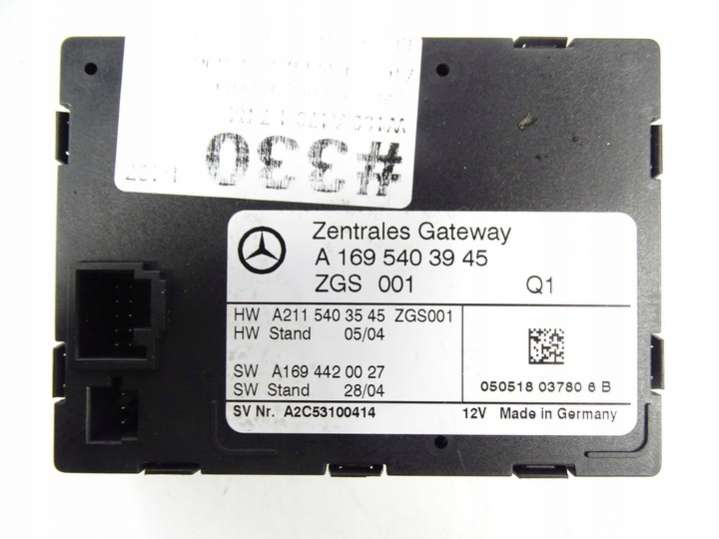 #330
Zentrales Gateway
A 169 540 39 45
ZGS 001 Q1
HW A211 540 35 45 ZGS001
HW Stand 05/04
SW A169 442 00 27
SW Stand 28/04
050518 03780 6 B
SV Nr. A2C53100414 12V Made in Germany